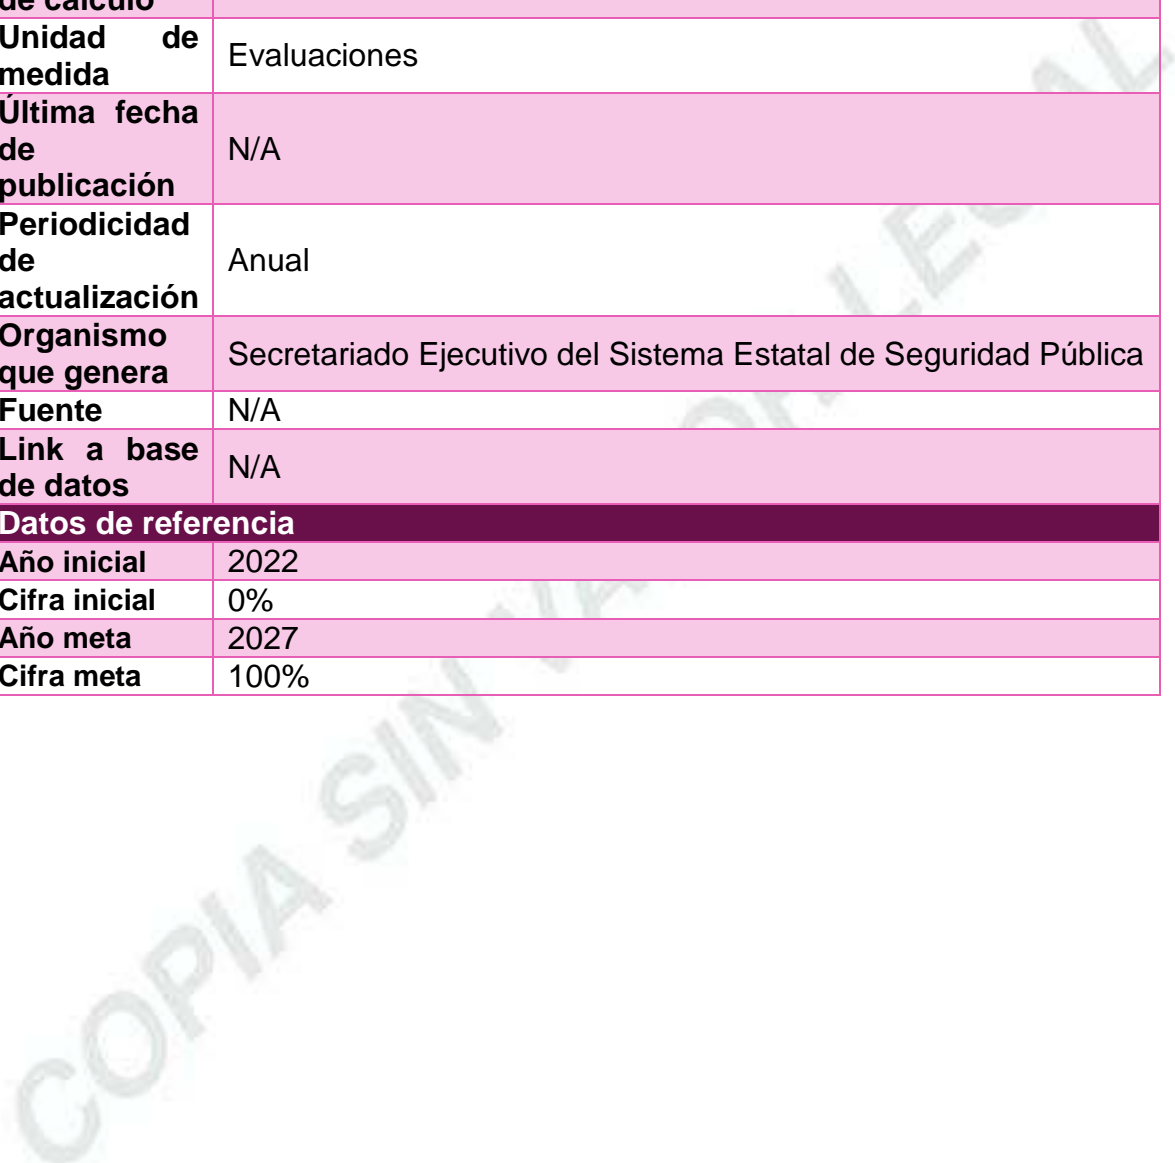 de cálculo
Unidad de
medida
Evaluaciones
Última fecha
de
publicación
N/A
Periodicidad
de
actualización
Anual
Organismo
que genera
Secretariado Ejecutivo del Sistema Estatal de Seguridad Pública
Fuente
N/A
Link a base
de datos
N/A
Datos de referencia
Año inicial
2022
Cifra inicial
0%
Año meta
2027
Cifra meta
100%
COPIA SIN VALOR LEGAL